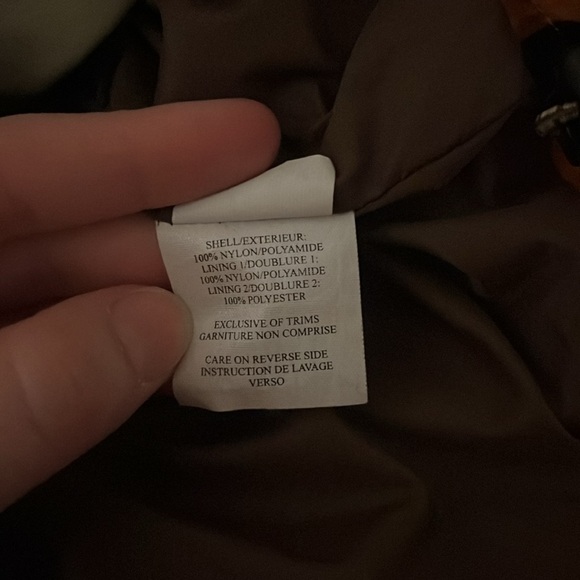 SHELL/EXTERIEUR:
100% NYLON/POLYAMIDE
LINING 1/DOUBLURE 1:
100% NYLON/POLYAMIDE
LINING 2/DOUBLURE 2:
100% POLYESTER
EXCLUSIVE OF TRIMS
GARNITURE NON COMPRISE
CARE ON REVERSE SIDE
INSTRUCTION DE LAVAGE
VERSO